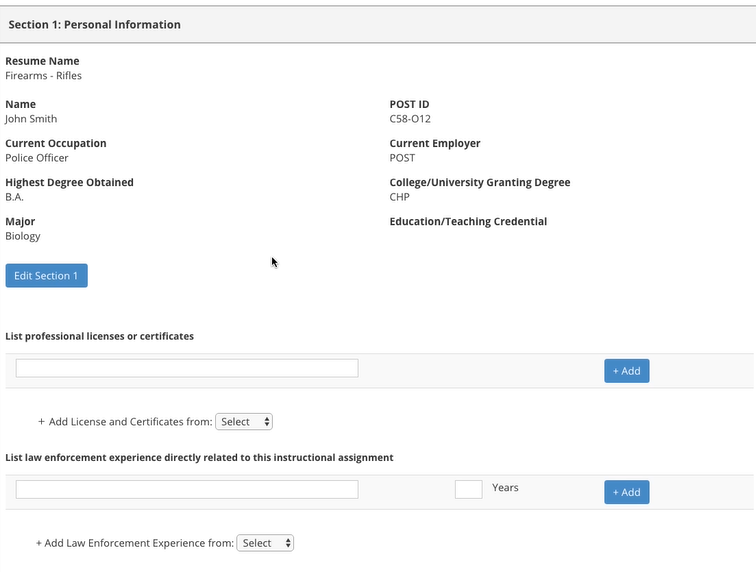 Section 1: Personal Information
Resume Name
Firearms - Rifles
Name
John Smith
POST ID
C58-O12
Current Occupation
Police Officer
Current Employer
POST
Highest Degree Obtained
B.A.
College/University Granting Degree
CHP
Major
Biology
Education/Teaching Credential
Edit Section 1
List professional licenses or certificates
+ Add
+ Add License and Certificates from: Select
List law enforcement experience directly related to this instructional assignment
Years + Add
+ Add Law Enforcement Experience from: Select